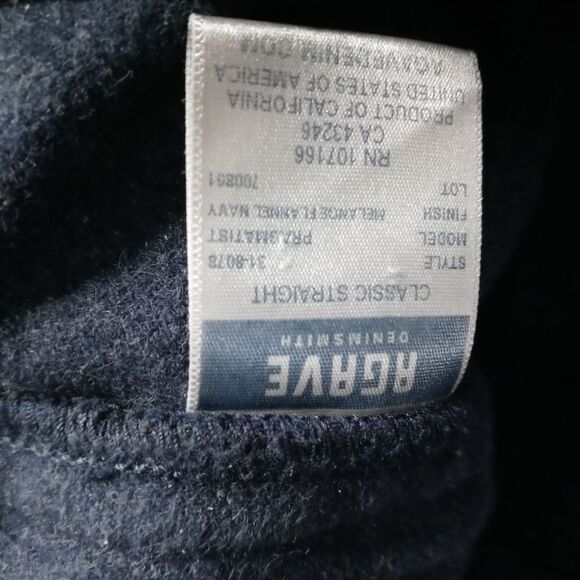 AGAVE
DENIMSMITH
CLASSIC STRAIGHT
STYLE 31-8078
MODEL PRAGMATIST
FINISH MELANGE FLANNEL NAVY
LOT 700861
RN 107166
CA 43246
PRODUCT OF CALIFORNIA
UNITED STATES OF AMERICA
AGAVEDENIM.COM